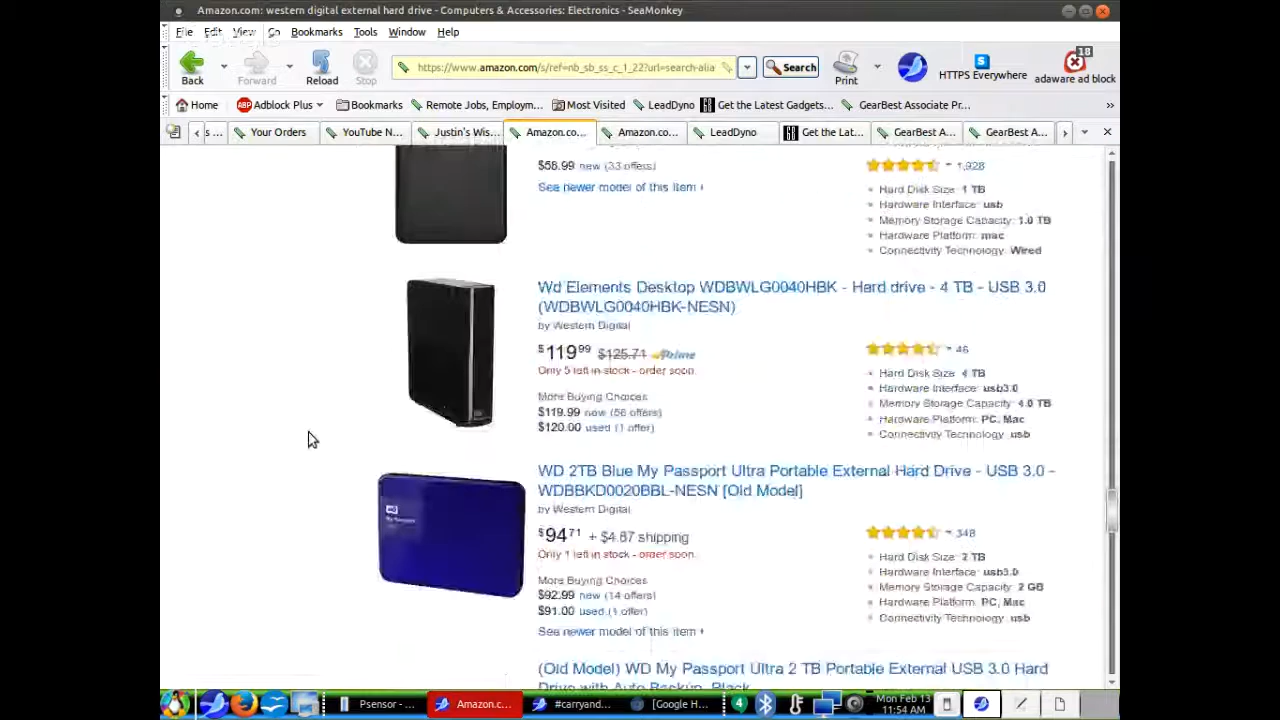 Amazon.com: western digital external hard drive - Computers & Accessories: Electronics - SeaMonkey
File Edit View Go Bookmarks Tools Window Help
Back Forward Reload Stop https://www.amazon.com/s/ref=nb_sb_ss_c_1_22?url=search-alia Search Print HTTPS Everywhere 18 adaware ad block
Home ABP Adblock Plus Bookmarks Remote Jobs, Employm... Most Visited LeadDyno Get the Latest Gadgets... GearBest Associate Pr... »
s ... Your Orders YouTube N... Justin's Wis... Amazon.co... Amazon.co... LeadDyno Get the Lat... GearBest A... GearBest A...
$58.99 new (33 offers)
See newer model of this item
1,928
Hard Disk Size: 1 TB
Hardware Interface: usb
Memory Storage Capacity: 1.0 TB
Hardware Platform: mac
Connectivity Technology: Wired
Wd Elements Desktop WDBWLG0040HBK - Hard drive - 4 TB - USB 3.0
(WDBWLG0040HBK-NESN)
by Western Digital
$119 99 $125.71 Prime
Only 5 left in stock - order soon.
More Buying Choices
$119.99 new (56 offers)
$120.00 used (1 offer)
46
Hard Disk Size: 4 TB
Hardware Interface: usb3.0
Memory Storage Capacity: 4.0 TB
Hardware Platform: PC, Mac
Connectivity Technology: usb
WD 2TB Blue My Passport Ultra Portable External Hard Drive - USB 3.0 -
WDBBKD0020BBL-NESN [Old Model]
by Western Digital
$94 71 + $4.87 shipping
Only 1 left in stock - order soon.
More Buying Choices
$92.99 new (14 offers)
$91.00 used (1 offer)
See newer model of this item
348
Hard Disk Size: 2 TB
Hardware Interface: usb3.0
Memory Storage Capacity: 2 GB
Hardware Platform: PC, Mac
Connectivity Technology: usb
(Old Model) WD My Passport Ultra 2 TB Portable External USB 3.0 Hard
Drive with Auto Backup, Black
Psensor - ... Amazon.c... #carryand... [Google H... 4 Mon Feb 13
11:54 AM